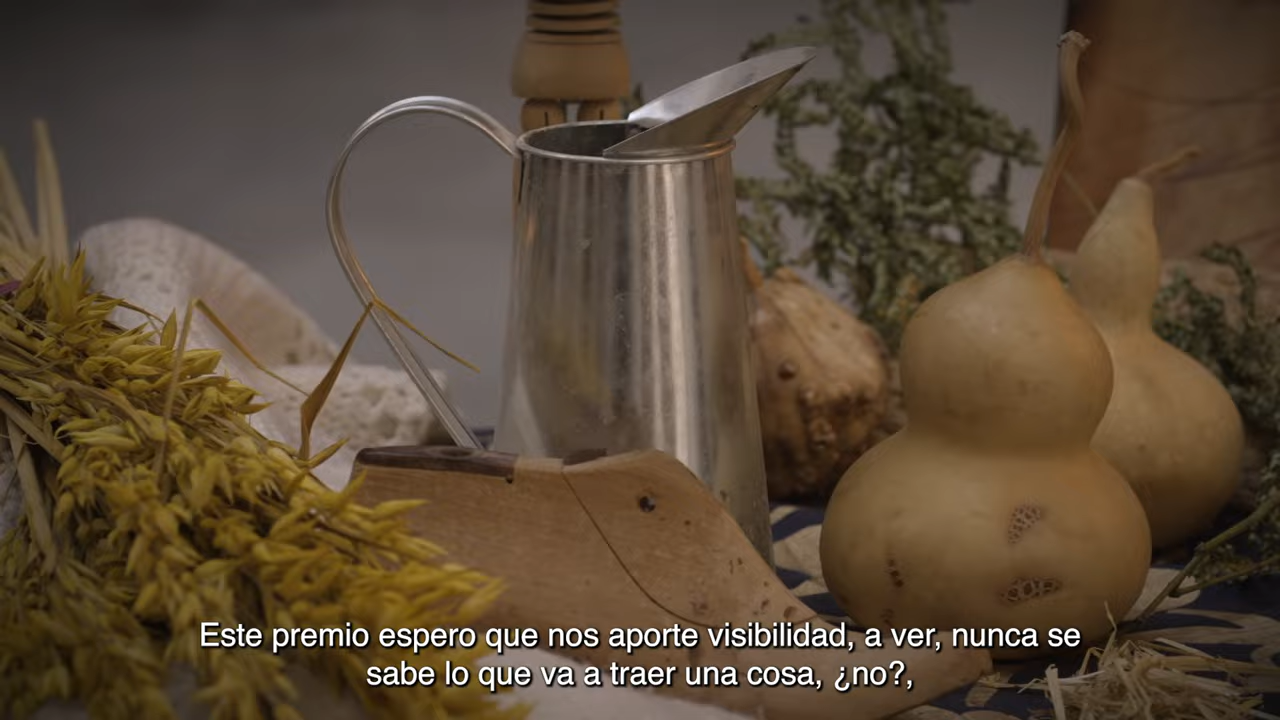 Este premio espero que nos aporte visibilidad, a ver, nunca se
sabe lo que va a traer una cosa, ¿no?,